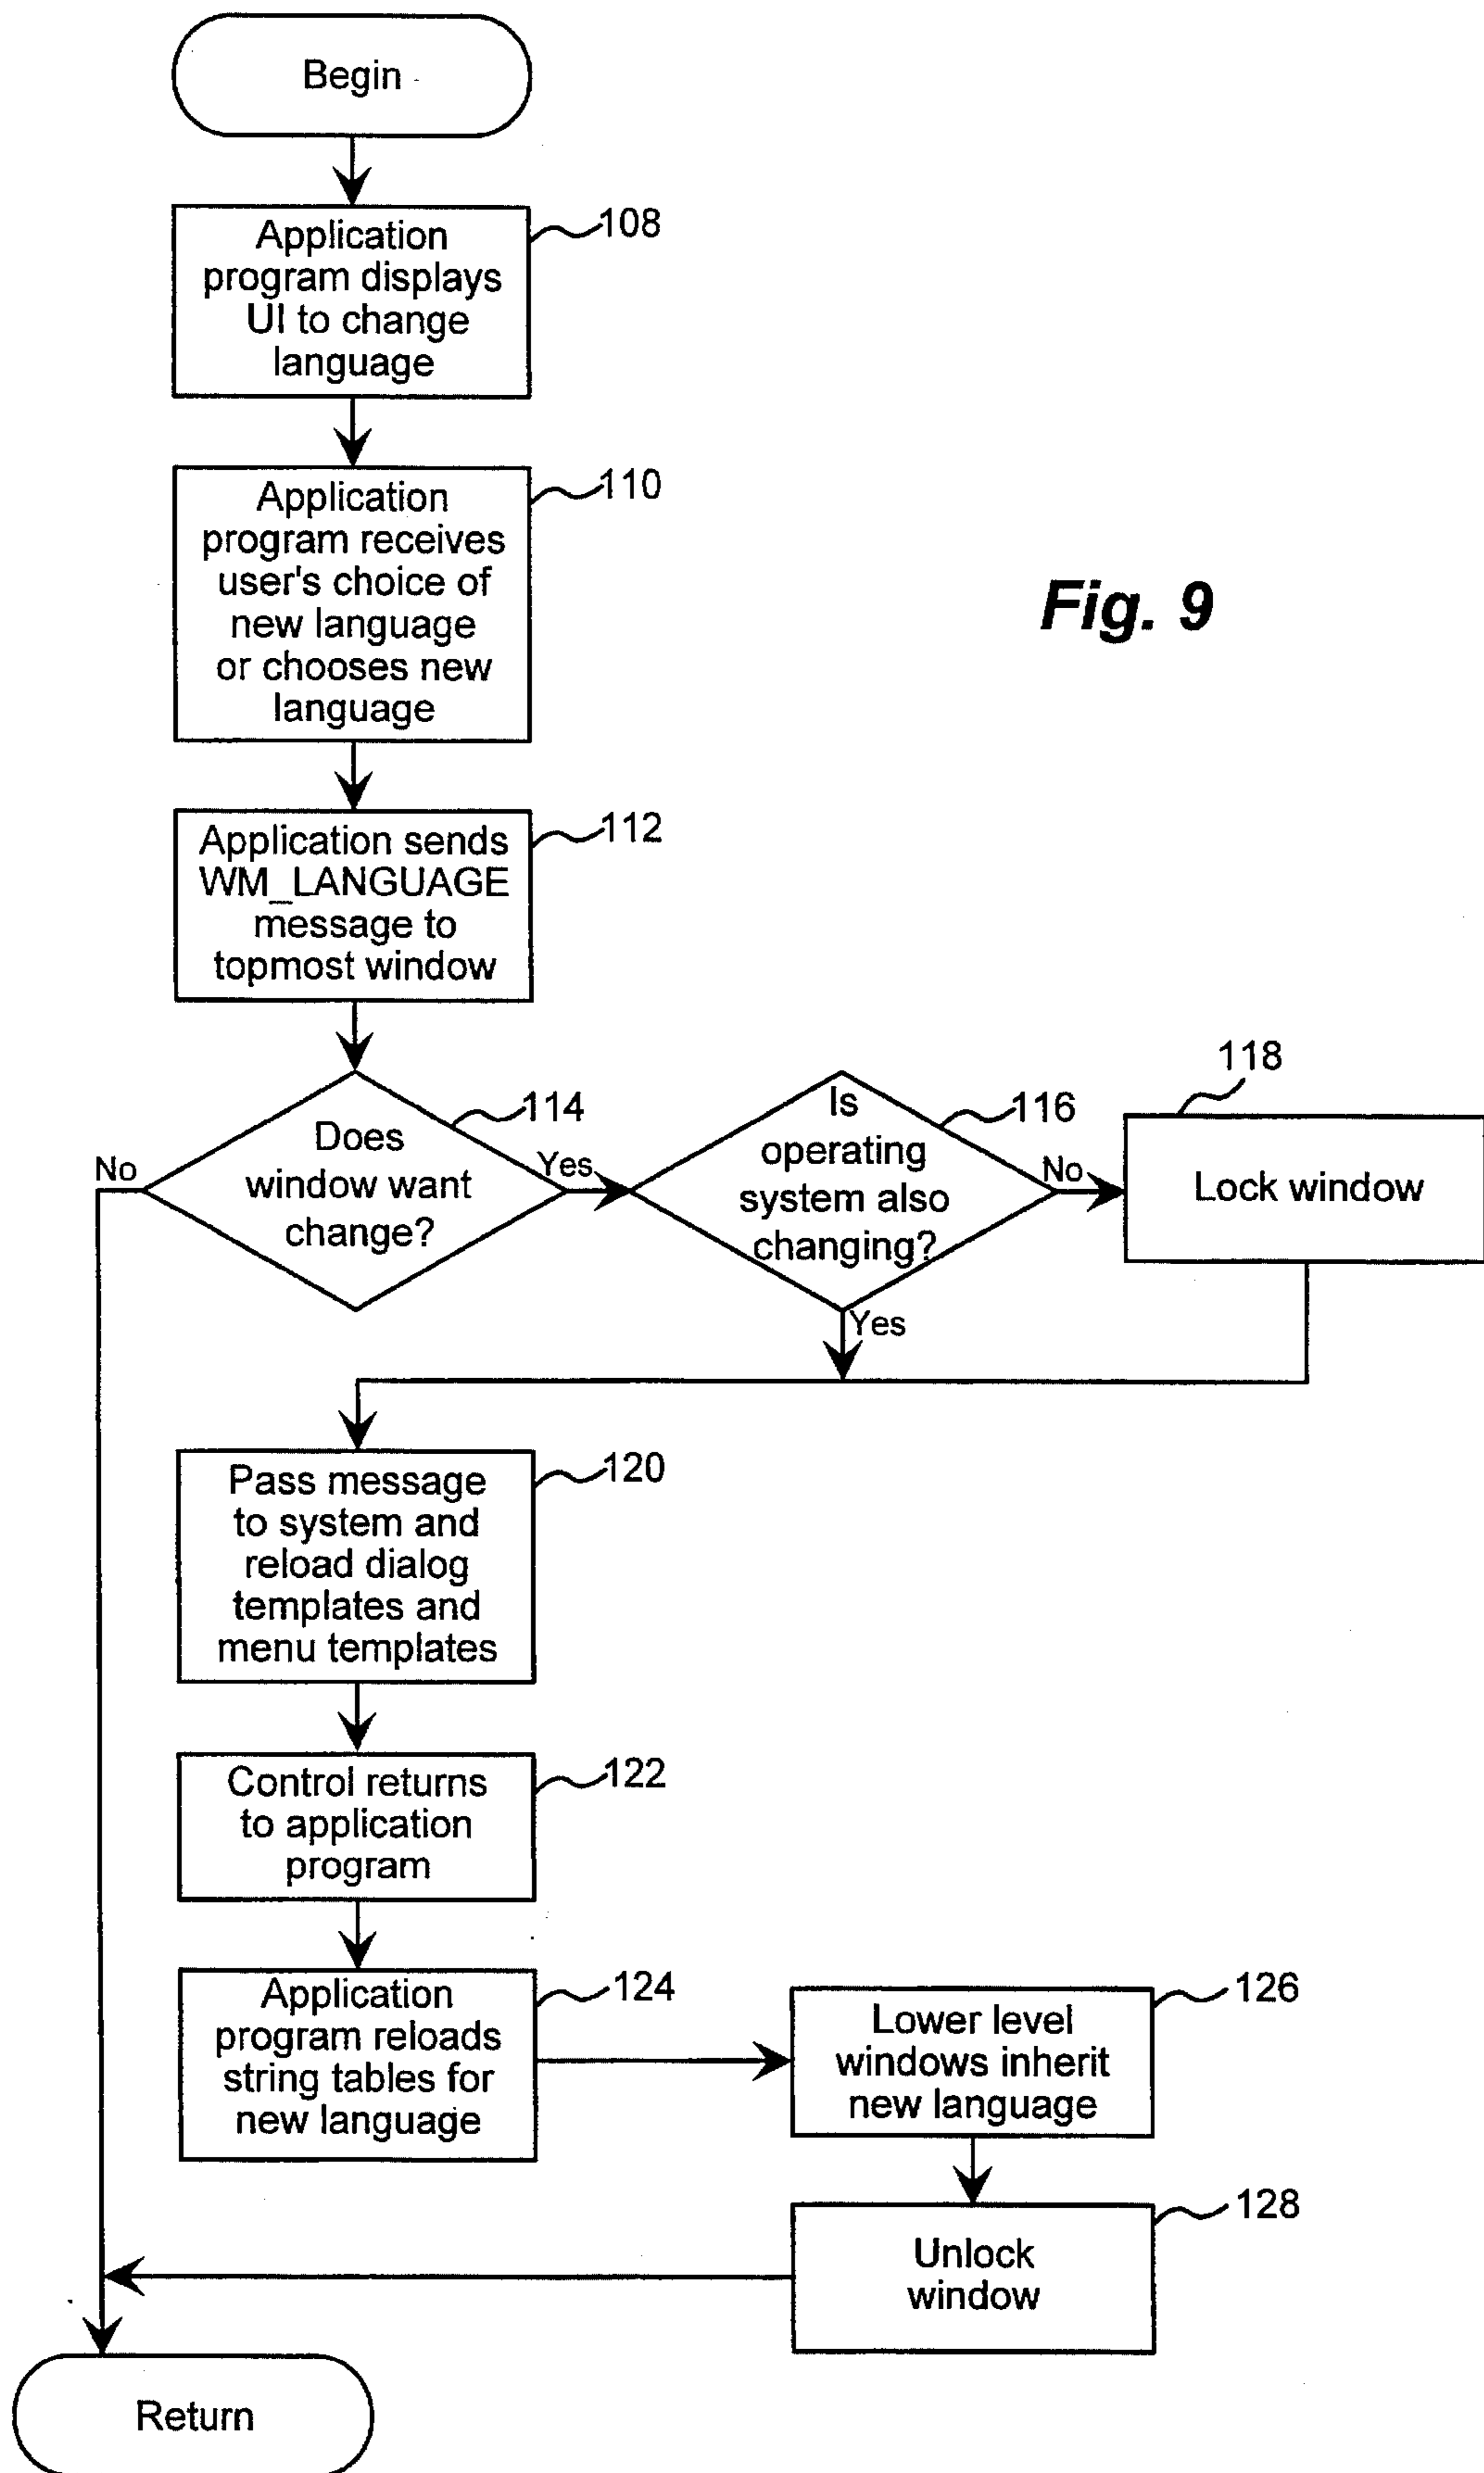 Begin
Application
program displays
UI to change
language
108
Application
program receives
user's choice of
new language
or chooses new
language
110
Fig. 9
Application sends
WM_LANGUAGE
message to
topmost window
112
Does
window want
change?
114
No
Yes
Is
operating
system also
changing?
116
No
Yes
118
Lock window
Pass message
to system and
reload dialog
templates and
menu templates
120
Control returns
to application
program
122
Application
program reloads
string tables for
new language
124
Lower level
windows inherit
new language
126
Unlock
window
128
Return